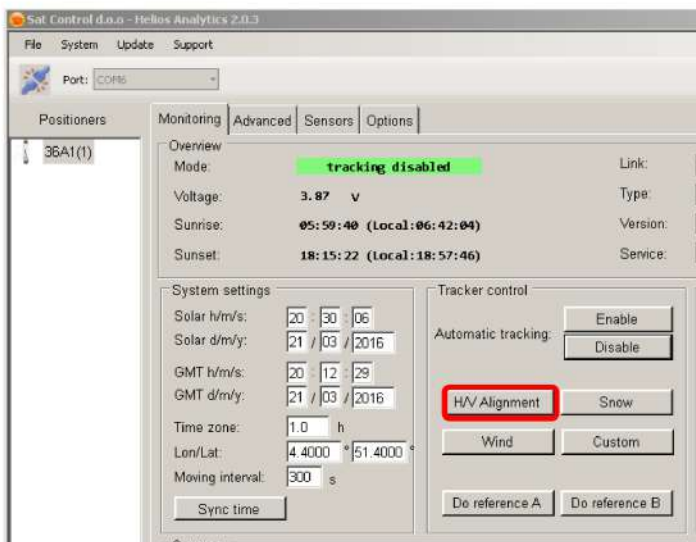 Sat Control d.o.o - Helios Analytics 2.0.3
File System Update Support
Port: COM6
Positioners
36A1(1)
Monitoring Advanced Sensors Options
Overview
Mode: tracking disabled Link:
Voltage: 3.87 V Type:
Sunrise: 05:59:40 (Local:06:42:04) Version:
Sunset: 18:15:22 (Local:18:57:46) Service:
System settings
Solar h/m/s: 20 : 30 : 06
Solar d/m/y: 21 / 03 / 2016
GMT h/m/s: 20 : 12 : 29
GMT d/m/y: 21 / 03 / 2016
Time zone: 1.0 h
Lon/Lat: 4.4000 ° 51.4000 °
Moving interval: 300 s
Sync time
Tracker control
Automatic tracking: Enable
Disable
H/V Alignment Snow
Wind Custom
Do reference A Do reference B